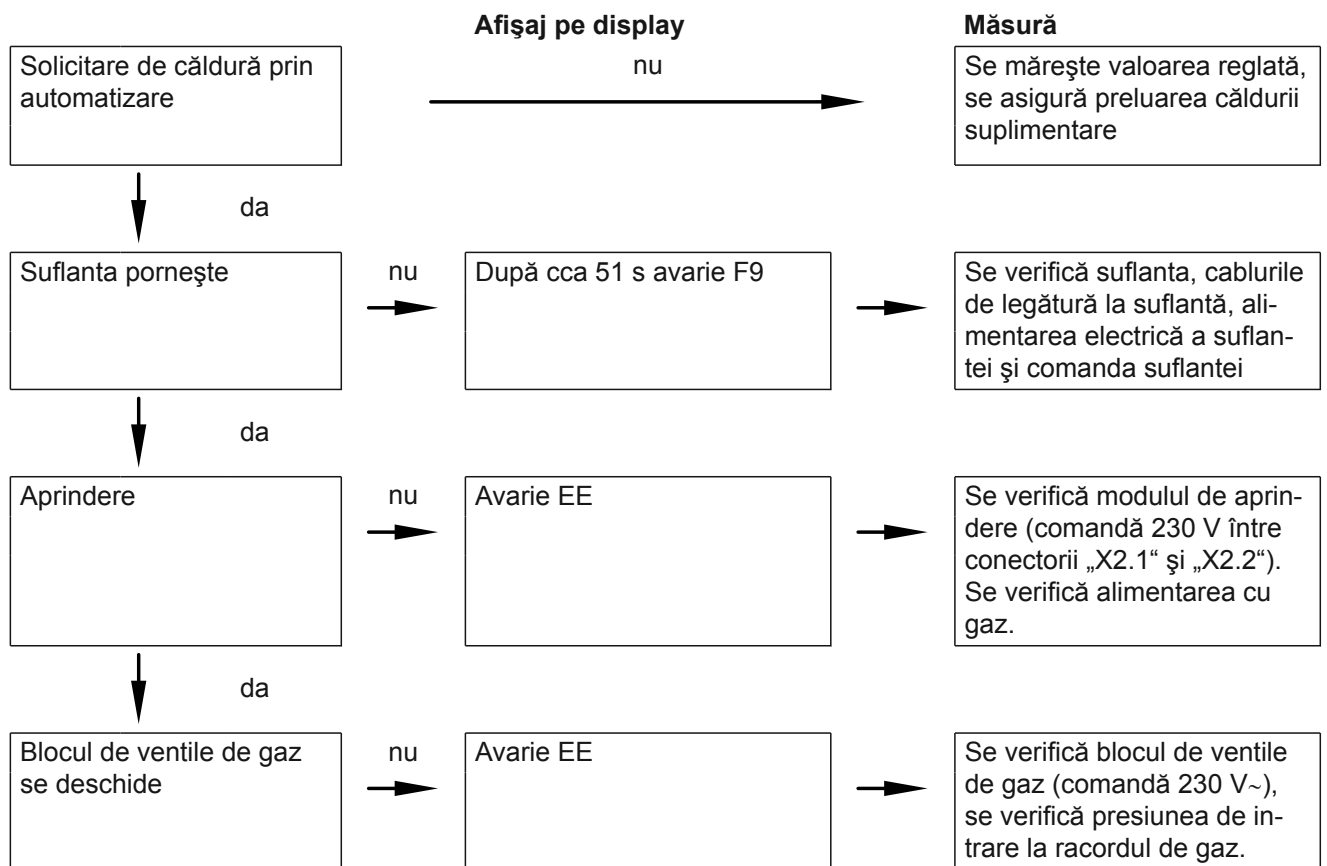 Afişaj pe display
Măsură
Solicitare de căldură prin
automatizare
nu
Se măreşte valoarea reglată,
se asigură preluarea căldurii
suplimentare
da
Suflanta porneşte
nu
După cca 51 s avarie F9
Se verifică suflanta, cablurile
de legătură la suflantă, ali-
mentarea electrică a suflan-
tei şi comanda suflantei
da
Aprindere
nu
Avarie EE
Se verifică modulul de aprin-
dere (comandă 230 V între
conectorii „X2.1“ şi „X2.2“).
Se verifică alimentarea cu
gaz.
da
Blocul de ventile de gaz
se deschide
nu
Avarie EE
Se verifică blocul de ventile
de gaz (comandă 230 V~),
se verifică presiunea de in-
trare la racordul de gaz.